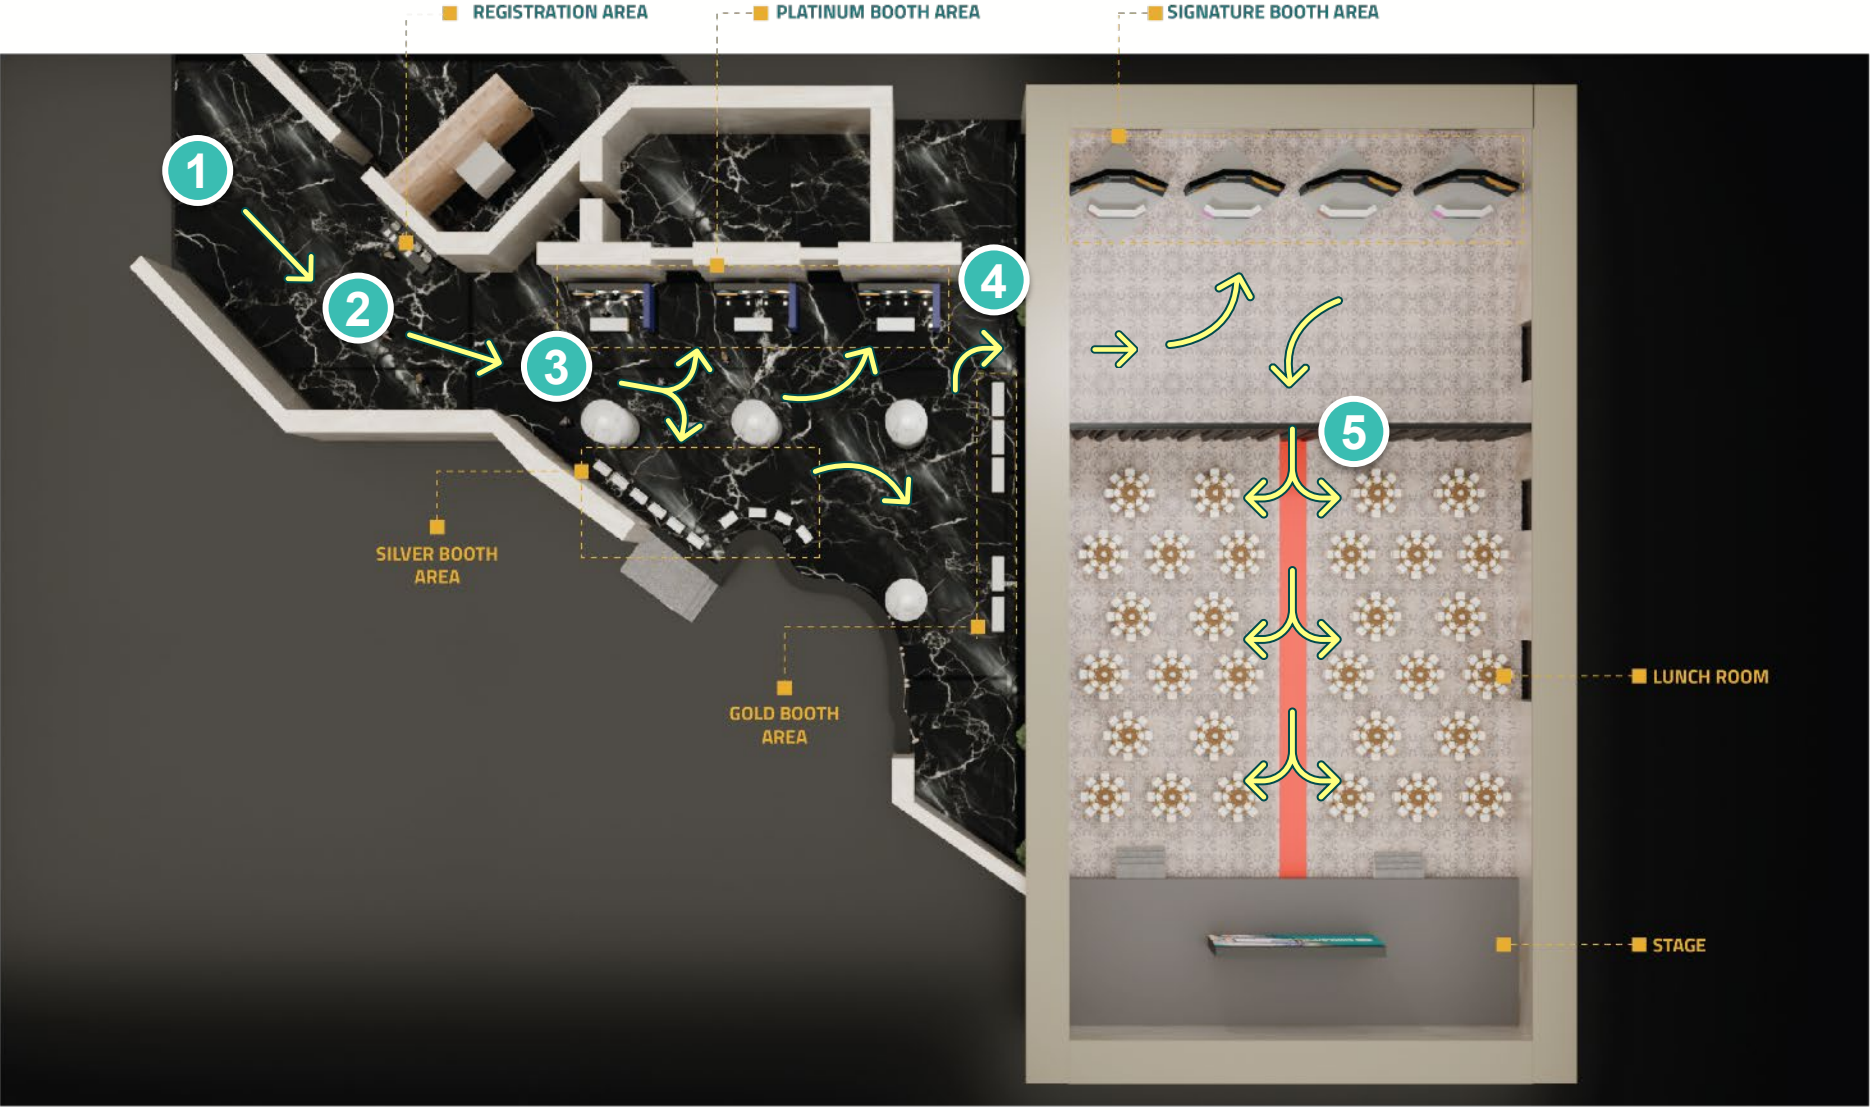 REGISTRATION AREA
PLATINUM BOOTH AREA
SIGNATURE BOOTH AREA
1
2
3
4
5
SILVER BOOTH
AREA
GOLD BOOTH
AREA
LUNCH ROOM
STAGE